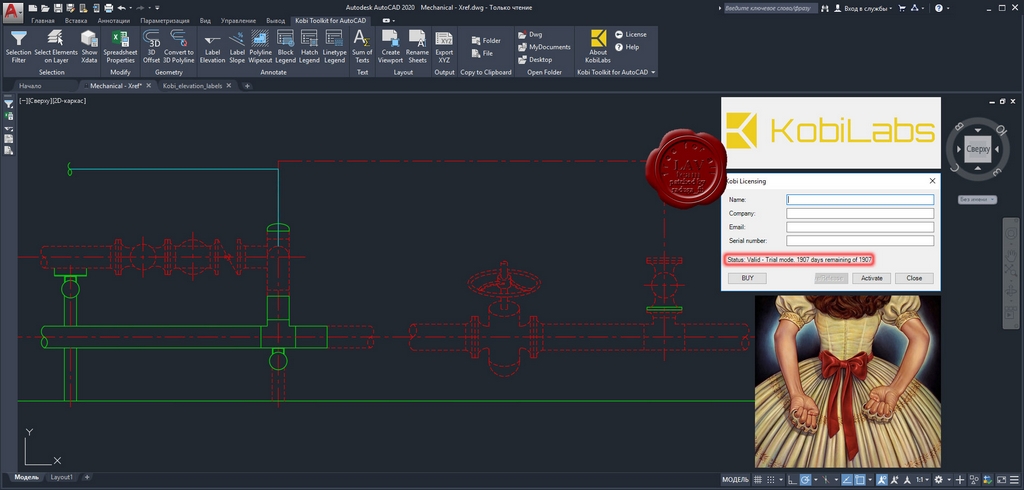 Autodesk AutoCAD 2020 Mechanical - Xref.dwg - Только чтение
Введите ключевое слово/фразу
Вход в службы
Главная Вставка Аннотации Параметризация Вид Управление Вывод Kobi Toolkit for AutoCAD
Selection Filter
Select Elements on Layer
Show Xdata
Selection
Spreadsheet Properties
Modify
3D Offset
Convert to 3D Polyline
Geometry
Label Elevation
Label Slope
Polyline Wipeout
Block Legend
Hatch Legend
Linetype Legend
Annotate
Sum of Texts
Text
Create Viewport
Rename Sheets
Layout
Export XYZ
Output
Folder
File
Copy to Clipboard
Dwg
MyDocuments
Desktop
Open Folder
About KobiLabs
License
Help
Kobi Toolkit for AutoCAD
Начало
Mechanical - Xref*
Kobi_elevation_labels
[−][Сверху][2D-каркас]
KobiLabs
LAV
patched by
Kobi Licensing
Name:
Company:
Email:
Serial number:
Status: Valid - Trial mode. 1907 days remaining of 1907
BUY
Activate
Close
В
Ю
С
Сверху
Y
X
Модель Layout1
МОДЕЛЬ
1:1